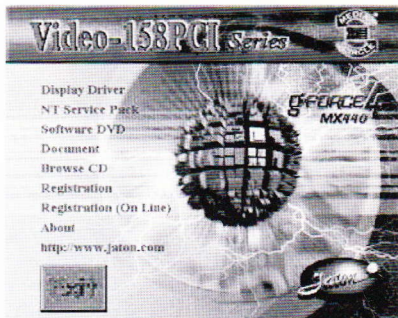 Video-158PCI Series
Display Driver
NT Service Pack
Software DVD
Document
Browse CD
Registration
Registration (On Line)
About
http://www.jaton.com
Exit
GEFORCE4
MX440
Jaton